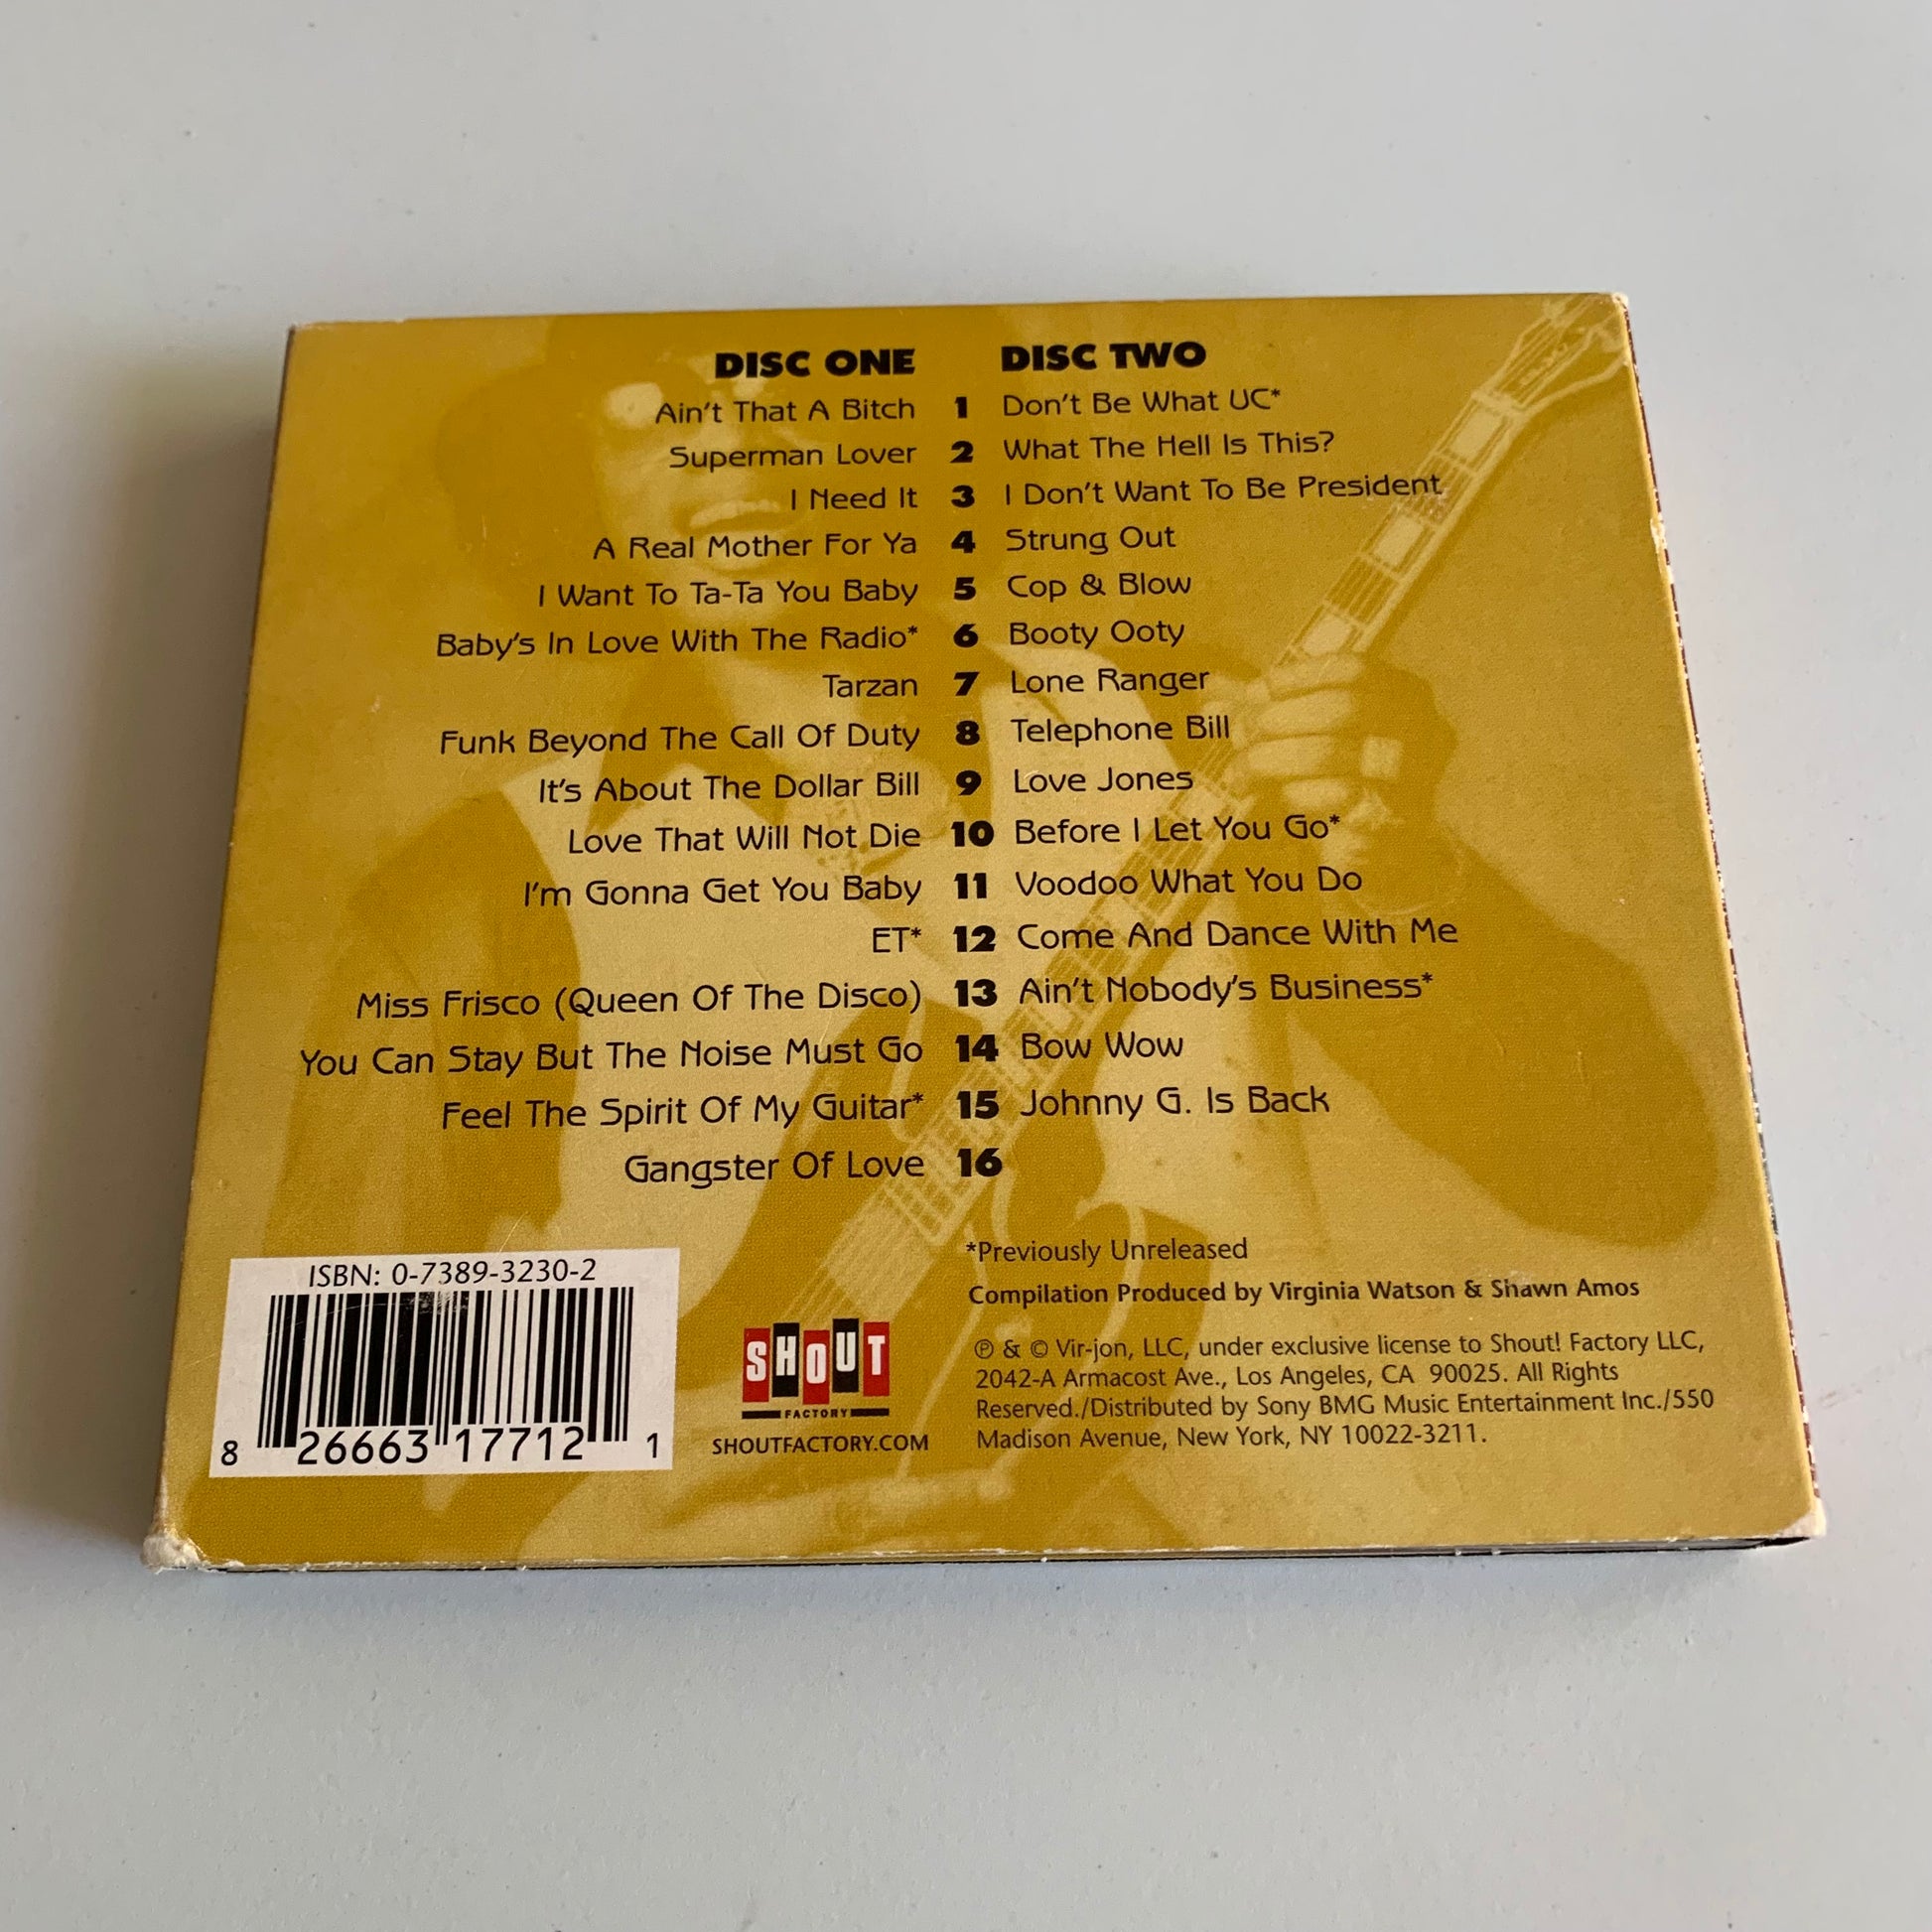 DISC ONE
Ain't That A Bitch 1
Superman Lover 2
I Need It 3
A Real Mother For Ya 4
I Want To Ta-Ta You Baby 5
Baby's In Love With The Radio* 6
Tarzan 7
Funk Beyond The Call Of Duty 8
It's About The Dollar Bill 9
Love That Will Not Die 10
I'm Gonna Get You Baby 11
ET* 12
Miss Frisco (Queen Of The Disco) 13
You Can Stay But The Noise Must Go 14
Feel The Spirit Of My Guitar* 15
Gangster Of Love 16
DISC TWO
Don't Be What UC*
What The Hell Is This?
I Don't Want To Be President
Strung Out
Cop & Blow
Booty Ooty
Lone Ranger
Telephone Bill
Love Jones
Before I Let You Go*
Voodoo What You Do
Come And Dance With Me
Ain't Nobody's Business*
Bow Wow
Johnny G. Is Back
*Previously Unreleased
Compilation Produced by Virginia Watson & Shawn Amos
℗ & © Vir-jon, LLC, under exclusive license to Shout! Factory LLC,
2042-A Armacost Ave., Los Angeles, CA 90025. All Rights
Reserved./Distributed by Sony BMG Music Entertainment Inc./550
Madison Avenue, New York, NY 10022-3211.
SHOUT
FACTORY
SHOUTFACTORY.COM
ISBN: 0-7389-3230-2
8 26663 17712 1